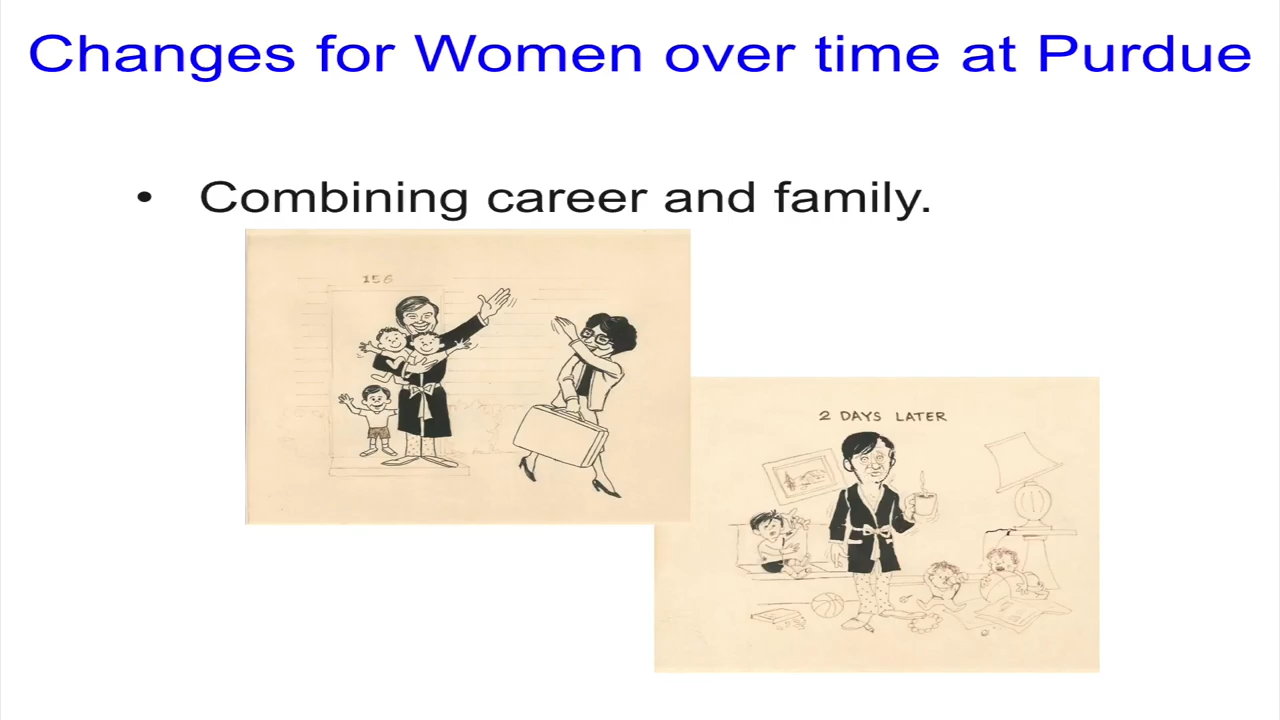 Changes for Women over time at Purdue
• Combining career and family.
156
2 DAYS LATER